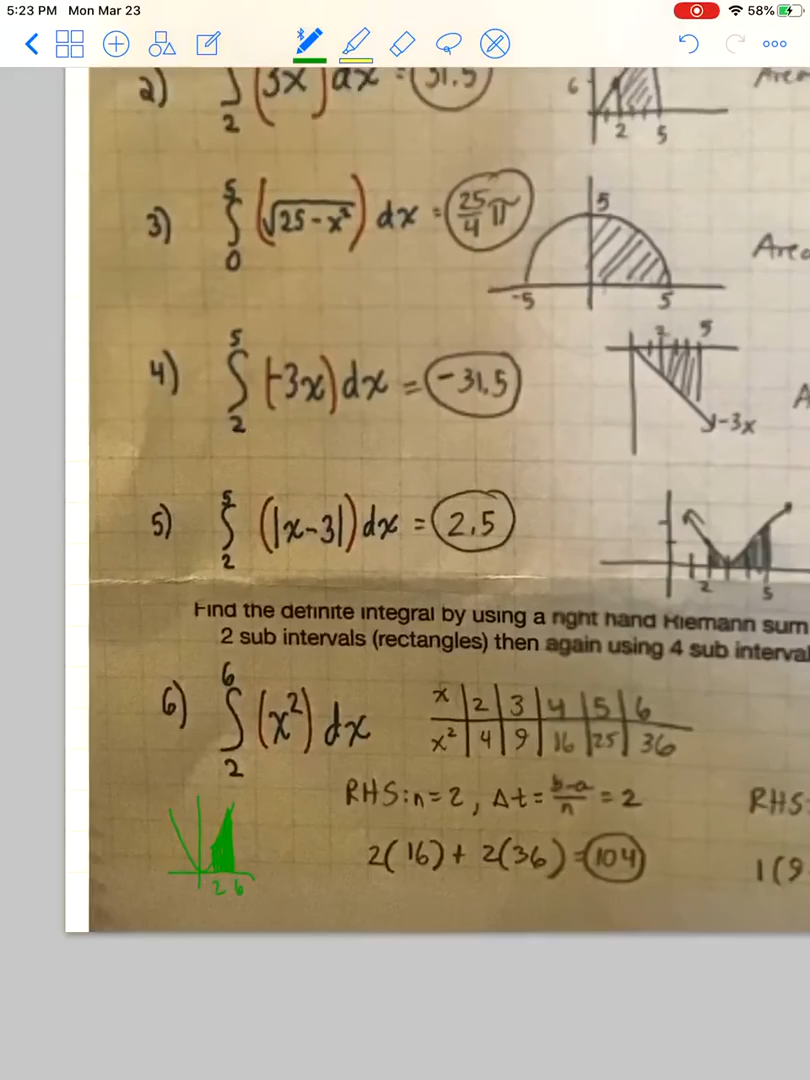 5:23 PM Mon Mar 23 58%
2) ∫₂ (3x) dx = 31.5
6 2 5
Area
3) ∫₀⁵ (√25-x²) dx = 25/4 π
5 -5 5
Area
4) ∫₂⁵ (-3x) dx = -31.5
2 5 -3x
A
5) ∫₂⁵ (|x-3|) dx = 2.5
2 5
Find the definite integral by using a right hand Riemann sum
2 sub intervals (rectangles) then again using 4 sub interval
6) ∫₂⁶ (x²) dx
x | 2 | 3 | 4 | 5 | 6
x² | 4 | 9 | 16 | 25 | 36
RHS: n=2, Δt = b-a/n = 2
RHS:
2(16) + 2(36) = 104
1(9
2 6